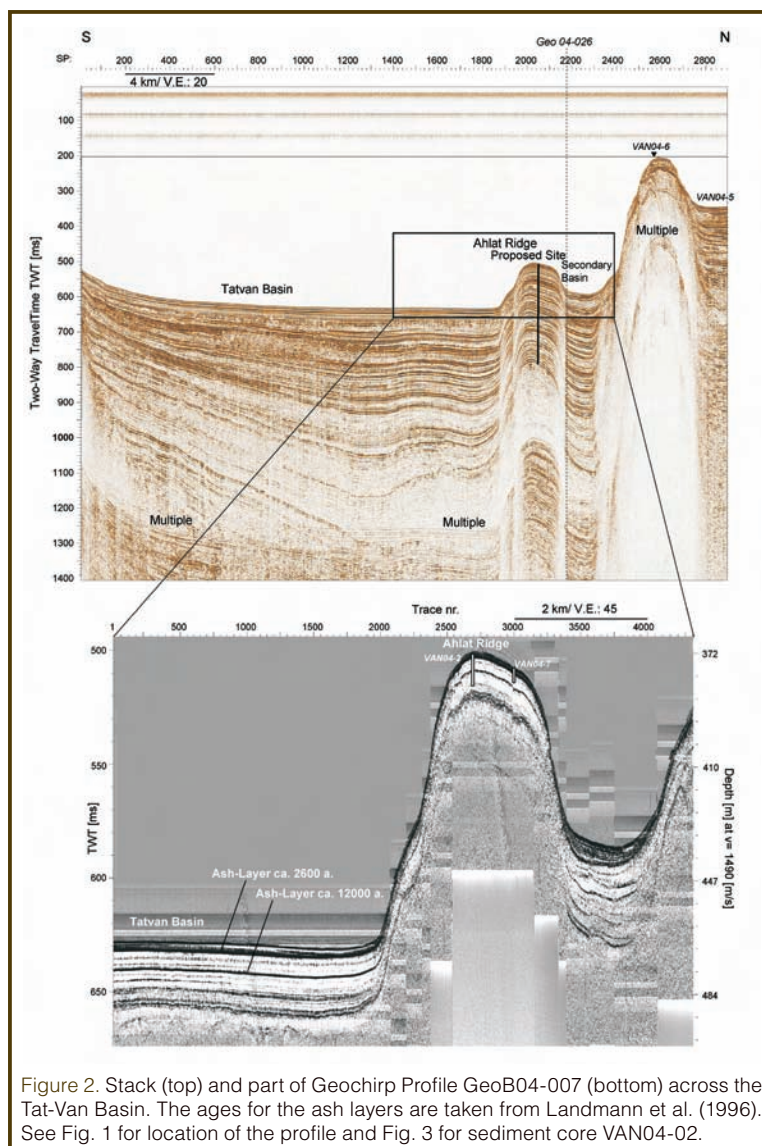 S
Geo 04-026
N
SP: 200 400 600 800 1000 1200 1400 1600 1800 2000 2200 2400 2600 2800
4 km/ V.E.: 20
100
200
300
400
500
600
700
800
900
1000
1100
1200
1300
1400
Two-Way TravelTime TWT [ms]
VAN04-6
VAN04-5
Multiple
Ahlat Ridge
Proposed Site
Secondary
Basin
Tatvan Basin
Multiple
Multiple
Trace nr.
2 km/ V.E.: 45
1 500 1000 1500 2000 2500 3000 3500 4000
Ahlat Ridge
VAN04-2
VAN04-7
500
550
600
650
TWT [ms]
372
410
447
484
Depth [m] at v= 1490 [m/s]
Ash-Layer ca. 2600 a.
Ash-Layer ca. 12000 a.
Tatvan Basin
Figure 2. Stack (top) and part of Geochirp Profile GeoB04-007 (bottom) across the
Tat-Van Basin. The ages for the ash layers are taken from Landmann et al. (1996).
See Fig. 1 for location of the profile and Fig. 3 for sediment core VAN04-02.